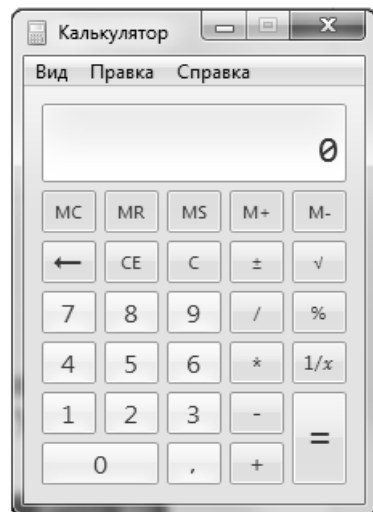 Калькулятор
Вид Правка Справка
0
MC MR MS M+ M-
← CE C ± √
7 8 9 / %
4 5 6 * 1/x
1 2 3 - =
0 , +